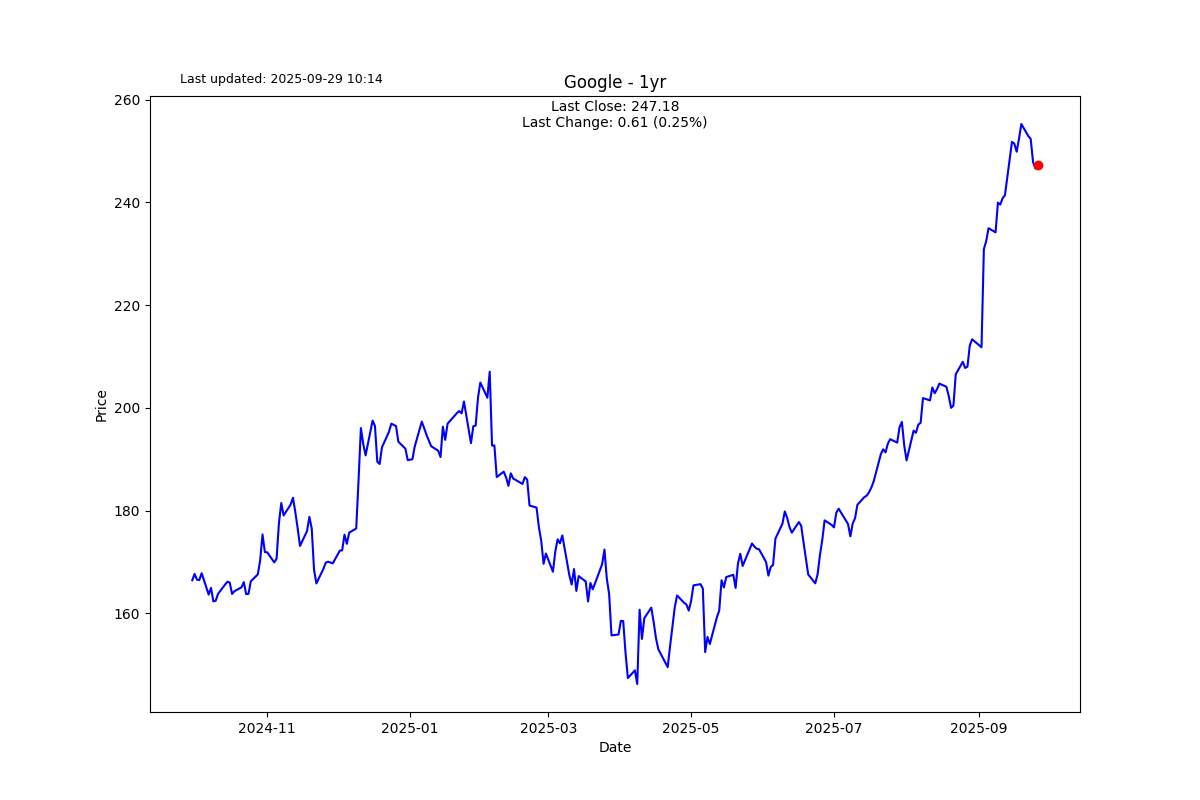 Last updated: 2025-09-29 10:14
Google - 1yr
Last Close: 247.18
Last Change: 0.61 (0.25%)
260
240
220
200
180
160
Price
2024-11
2025-01
2025-03
2025-05
2025-07
2025-09
Date